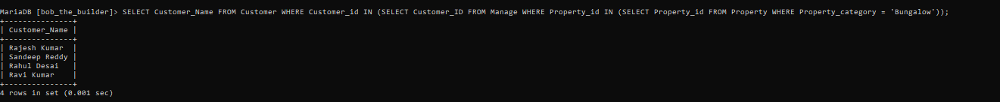 MariaDB [bob_the_builder]> SELECT Customer_Name FROM Customer WHERE Customer_id IN (SELECT Customer_ID FROM Manage WHERE Property_id IN (SELECT Property_id FROM Property WHERE Property_category = 'Bungalow'));
+---------------+
| Customer_Name |
+---------------+
| Rajesh Kumar  |
| Sandeep Reddy |
| Rahul Desai   |
| Ravi Kumar    |
+---------------+
4 rows in set (0.001 sec)